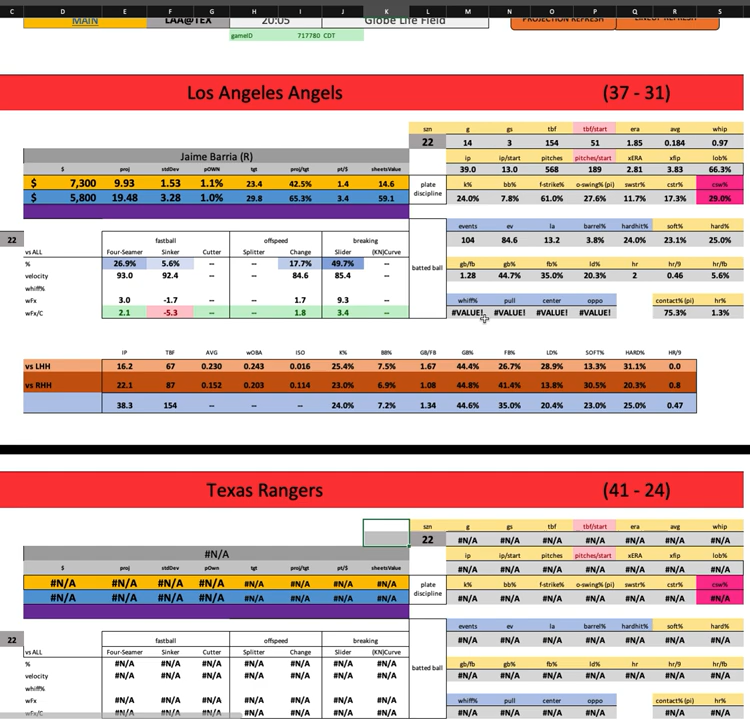 C D E F G H I J K L M N O P Q R S
MAIN LAA@TEX 20:05 Globe Life Field PROJECTION REFRESH LINEUP REFRESH
gameID 717780 CDT
Los Angeles Angels (37 - 31)
szn g gs tbf tbf/start era avg whip
22 14 3 154 51 1.85 0.184 0.97
Jaime Barria (R) ip ip/start pitches pitches/start xERA xfip lob%
$ proj stdDev pOWN tgt proj/tgt pt/$ sheetsValue 39.0 13.0 568 189 2.81 3.83 66.3%
$ 7,300 9.93 1.53 1.1% 23.4 42.5% 1.4 14.6 plate discipline k% bb% f-strike% o-swing% (pi) swstr% cstr% csw%
$ 5,800 19.48 3.28 1.0% 29.8 65.3% 3.4 59.1 24.0% 7.8% 61.0% 27.6% 11.7% 17.3% 29.0%
events ev la barrel% hardhit% soft% hard%
22 fastball offspeed breaking 104 84.6 13.2 3.8% 24.0% 23.1% 25.0%
vs ALL Four-Seamer Sinker Cutter Splitter Change Slider (KN)Curve
% 26.9% 5.6% -- -- 17.7% 49.7% -- batted ball gb/fb gb% fb% ld% hr hr/9 hr/fb
velocity 93.0 92.4 -- -- 84.6 85.4 -- 1.28 44.7% 35.0% 20.3% 2 0.46 5.6%
whiff%
wFx 3.0 -1.7 -- -- 1.7 9.3 -- whiff% pull center oppo contact% (pi) hr%
wFx/C 2.1 -5.3 -- -- 1.8 3.4 -- #VALUE! #VALUE! #VALUE! #VALUE! 75.3% 1.3%
IP TBF AVG wOBA ISO K% BB% GB/FB GB% FB% LD% SOFT% HARD% HR/9
vs LHH 16.2 67 0.230 0.243 0.016 25.4% 7.5% 1.67 44.4% 26.7% 28.9% 13.3% 31.1% 0.0
vs RHH 22.1 87 0.152 0.203 0.114 23.0% 6.9% 1.08 44.8% 41.4% 13.8% 30.5% 20.3% 0.8
38.3 154 -- -- -- 24.0% 7.2% 1.34 44.6% 35.0% 20.4% 23.0% 25.0% 0.47
Texas Rangers (41 - 24)
szn g gs tbf tbf/start era avg whip
22 #N/A #N/A #N/A #N/A #N/A #N/A #N/A
#N/A ip ip/start pitches pitches/start xERA xfip lob%
$ proj stdDev pOwn tgt proj/tgt pt/$ sheetsValue #N/A #N/A #N/A #N/A #N/A #N/A #N/A
#N/A #N/A #N/A #N/A #N/A #N/A #N/A #N/A plate discipline k% bb% f-strike% o-swing% (pi) swstr% cstr% csw%
#N/A #N/A #N/A #N/A #N/A #N/A #N/A #N/A #N/A #N/A #N/A #N/A #N/A #N/A #N/A
events ev la barrel% hardhit% soft% hard%
22 fastball offspeed breaking #N/A #N/A #N/A #N/A #N/A #N/A #N/A
vs ALL Four-Seamer Sinker Cutter Splitter Change Slider (KN)Curve
% #N/A #N/A #N/A #N/A #N/A #N/A #N/A batted ball gb/fb gb% fb% ld% hr hr/9 hr/fb
velocity #N/A #N/A #N/A #N/A #N/A #N/A #N/A #N/A #N/A #N/A #N/A #N/A #N/A #N/A
whiff%
wFx #N/A #N/A #N/A #N/A #N/A #N/A #N/A whiff% pull center oppo contact% (pi) hr%
wFx/C #N/A #N/A #N/A #N/A #N/A #N/A #N/A #N/A #N/A #N/A #N/A #N/A #N/A